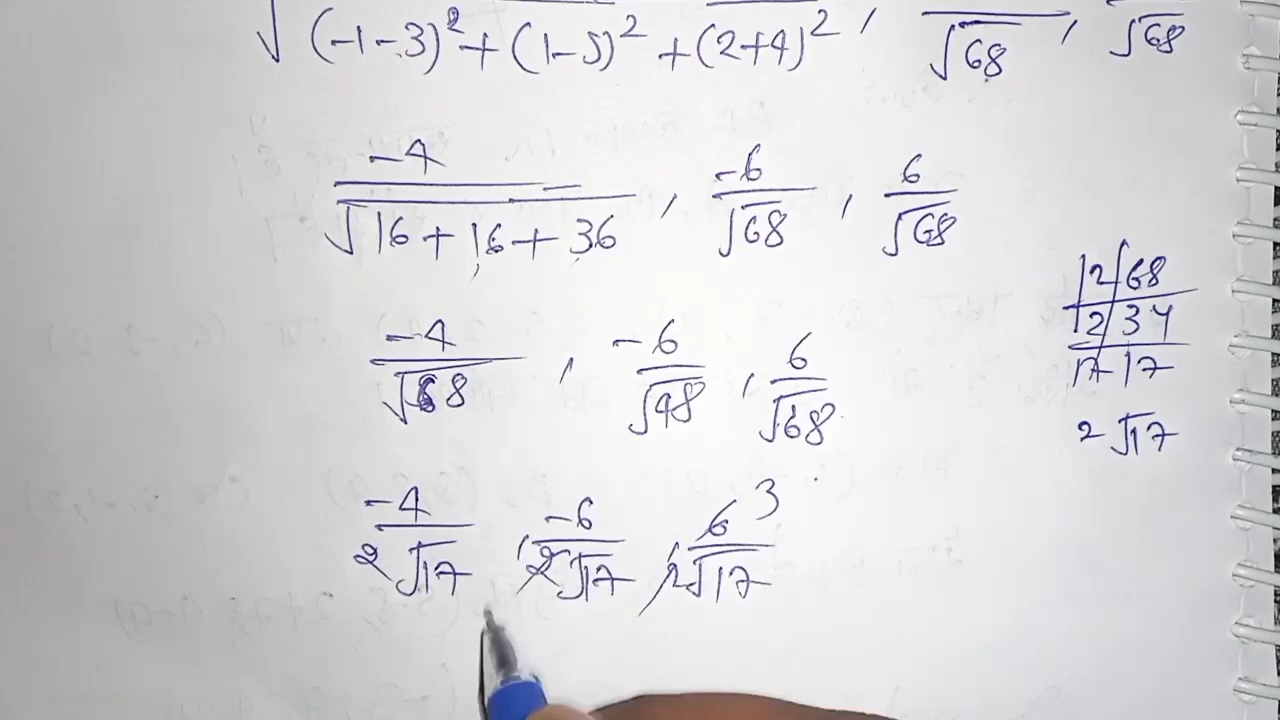 √(-1-3)² + (1-5)² + (2+4)² , ―/√68 , ―/√68
-4/√16+16+36 , -6/√68 , 6/√68
-4/√68 , -6/√48 , 6/√68
-4/2√17 , -6/2√17 , 6 3/2√17
2 | 68
2 | 34
17 | 17
2√17